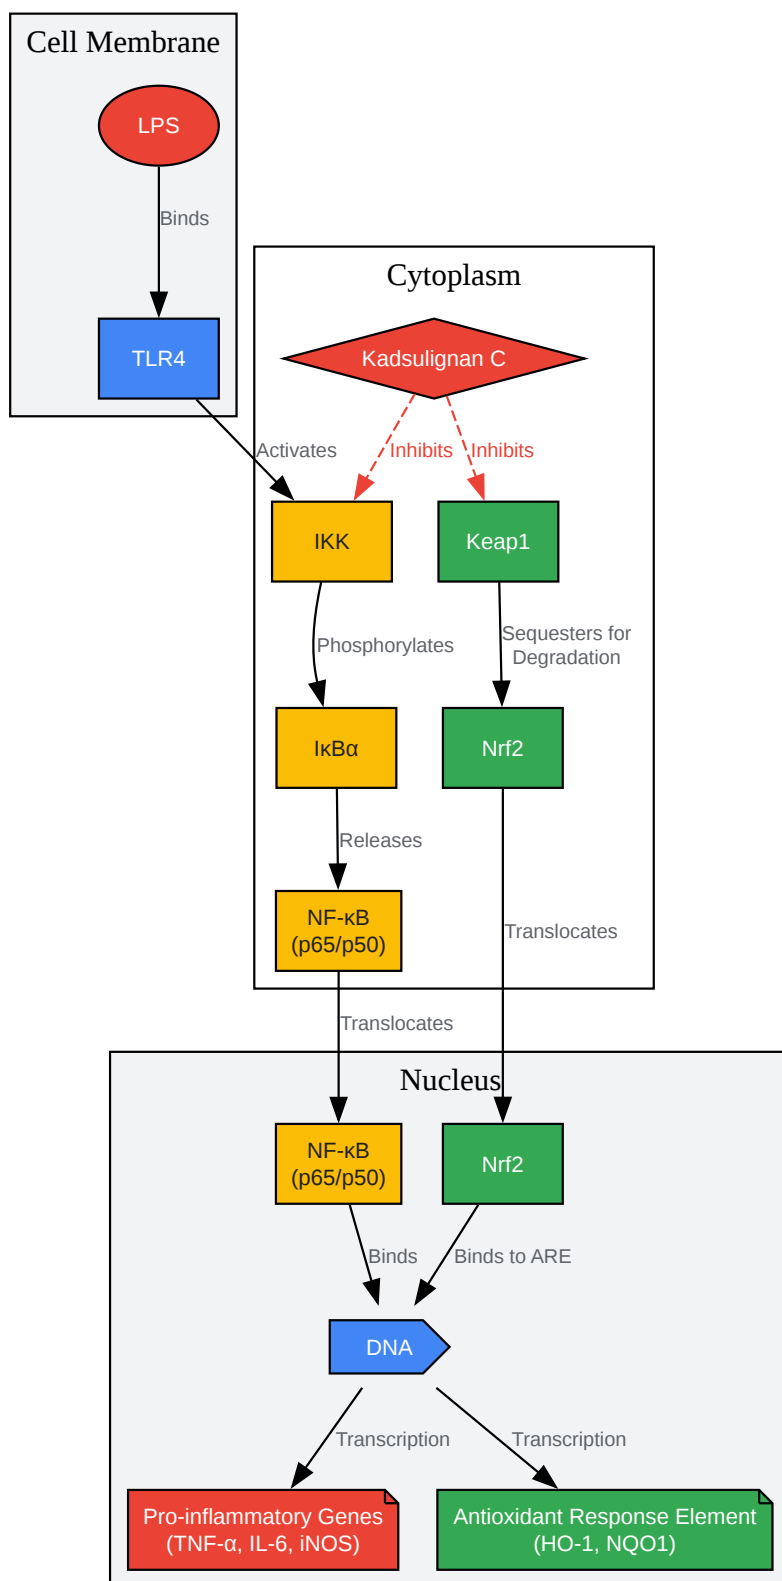 Cell Membrane
LPS
Binds
TLR4
Cytoplasm
Kadsulignan C
Activates
Inhibits
Inhibits
IKK
Keap1
Phosphorylates
Sequesters for
Degradation
IκBα
Nrf2
Releases
NF-κB
(p65/p50)
Translocates
Translocates
Nucleus
NF-κB
(p65/p50)
Nrf2
Binds
Binds to ARE
DNA
Transcription
Transcription
Pro-inflammatory Genes
(TNF-α, IL-6, iNOS)
Antioxidant Response Element
(HO-1, NQO1)